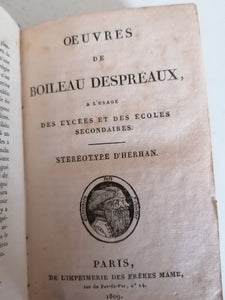 OEUVRES
DE
BOILEAU DESPREAUX,
A L'USAGE
DES LYCÉES ET DES ÉCOLES
SECONDAIRES.
STÉRÉOTYPE D'HERHAN.
PARIS,
DE L'IMPRIMERIE DES FRÈRES MAME,
rue du Pot-de-Fer, n° 14.
1809.